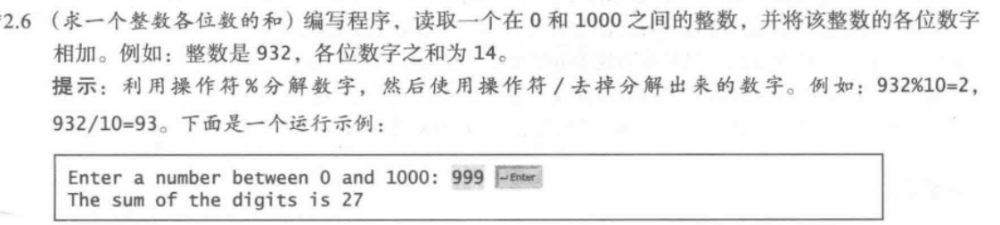 *2.6 （求一个整数各位数的和）编写程序，读取一个在 0 和 1000 之间的整数，并将该整数的各位数字
相加。例如：整数是 932，各位数字之和为 14。
提示：利用操作符 % 分解数字，然后使用操作符 / 去掉分解出来的数字。例如：932%10=2，
932/10=93。下面是一个运行示例：
Enter a number between 0 and 1000: 999 ↵Enter
The sum of the digits is 27